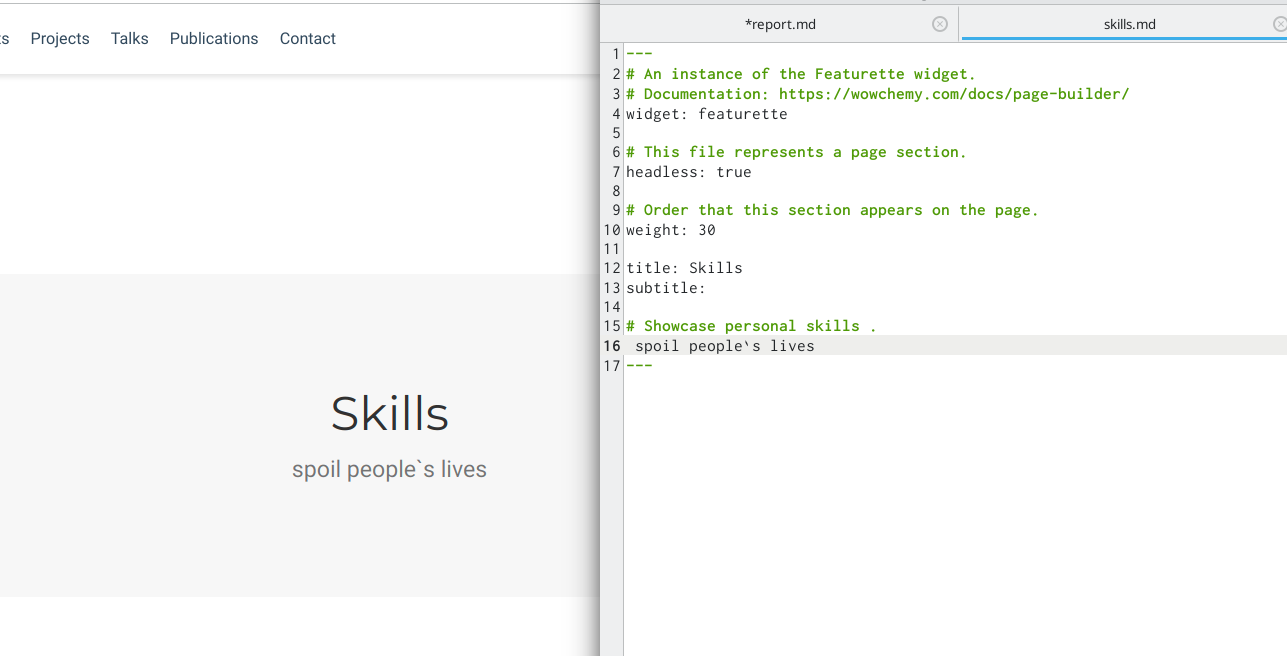 Projects Talks Publications Contact
Skills
spoil people`s lives
*report.md
skills.md
1 ---
2 # An instance of the Featurette widget.
3 # Documentation: https://wowchemy.com/docs/page-builder/
4 widget: featurette
5
6 # This file represents a page section.
7 headless: true
8
9 # Order that this section appears on the page.
10 weight: 30
11
12 title: Skills
13 subtitle:
14
15 # Showcase personal skills .
16  spoil people`s lives
17 ---